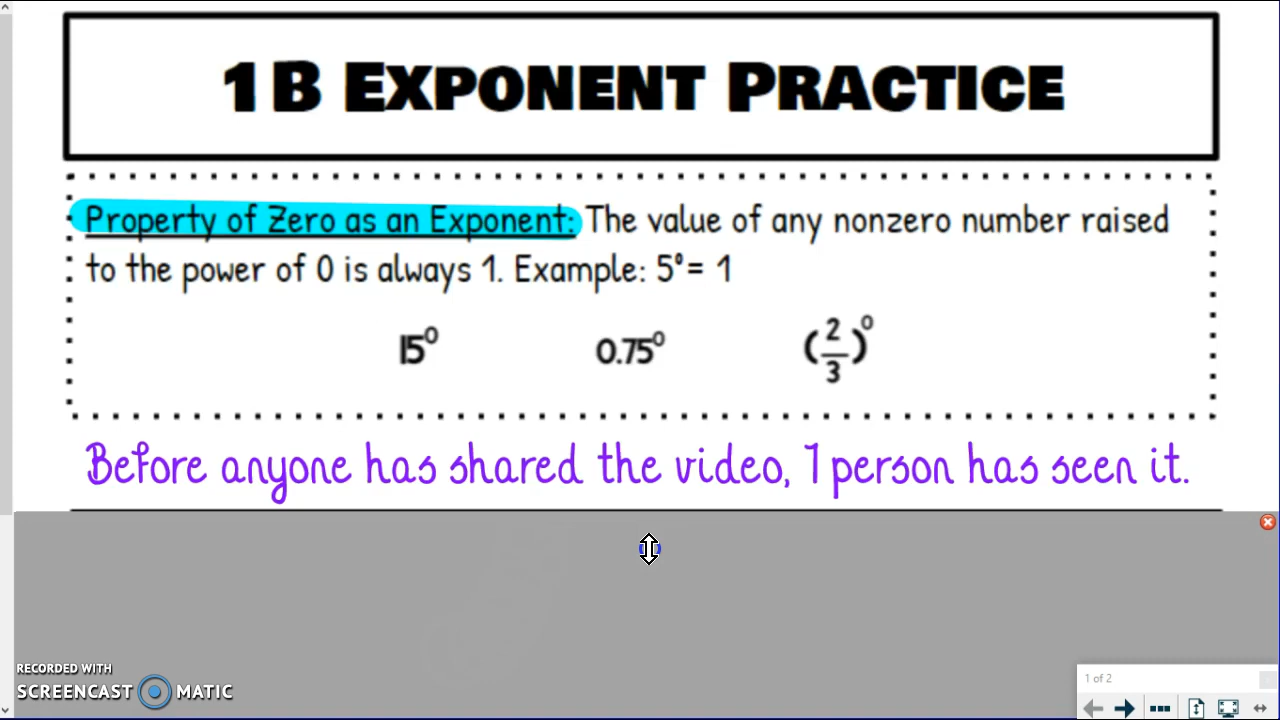 1B EXPONENT PRACTICE
Property of Zero as an Exponent: The value of any nonzero number raised
to the power of 0 is always 1. Example: 5⁰ = 1
15⁰ 0.75⁰ (2/3)⁰
Before anyone has shared the video, 1 person has seen it.
RECORDED WITH
SCREENCAST MATIC
1 of 2